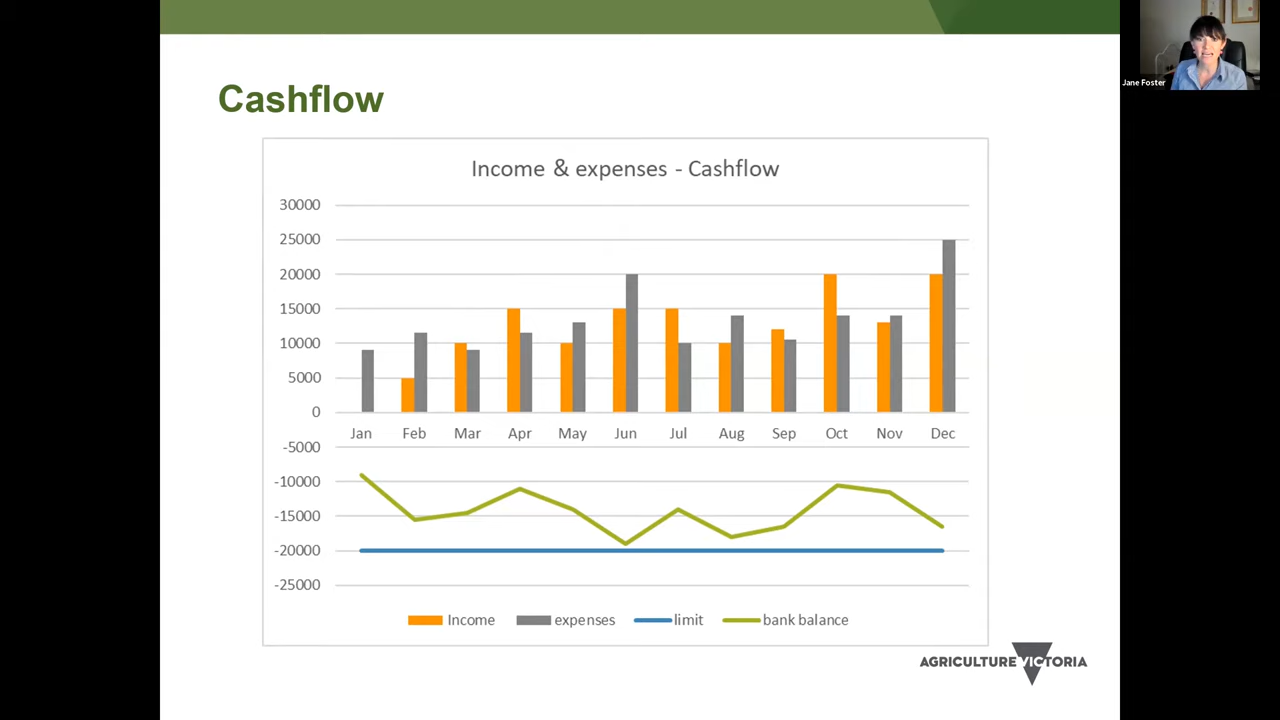 Jane Foster
Cashflow
Income & expenses - Cashflow
30000
25000
20000
15000
10000
5000
0
Jan Feb Mar Apr May Jun Jul Aug Sep Oct Nov Dec
-5000
-10000
-15000
-20000
-25000
Income expenses limit bank balance
AGRICULTURE VICTORIA